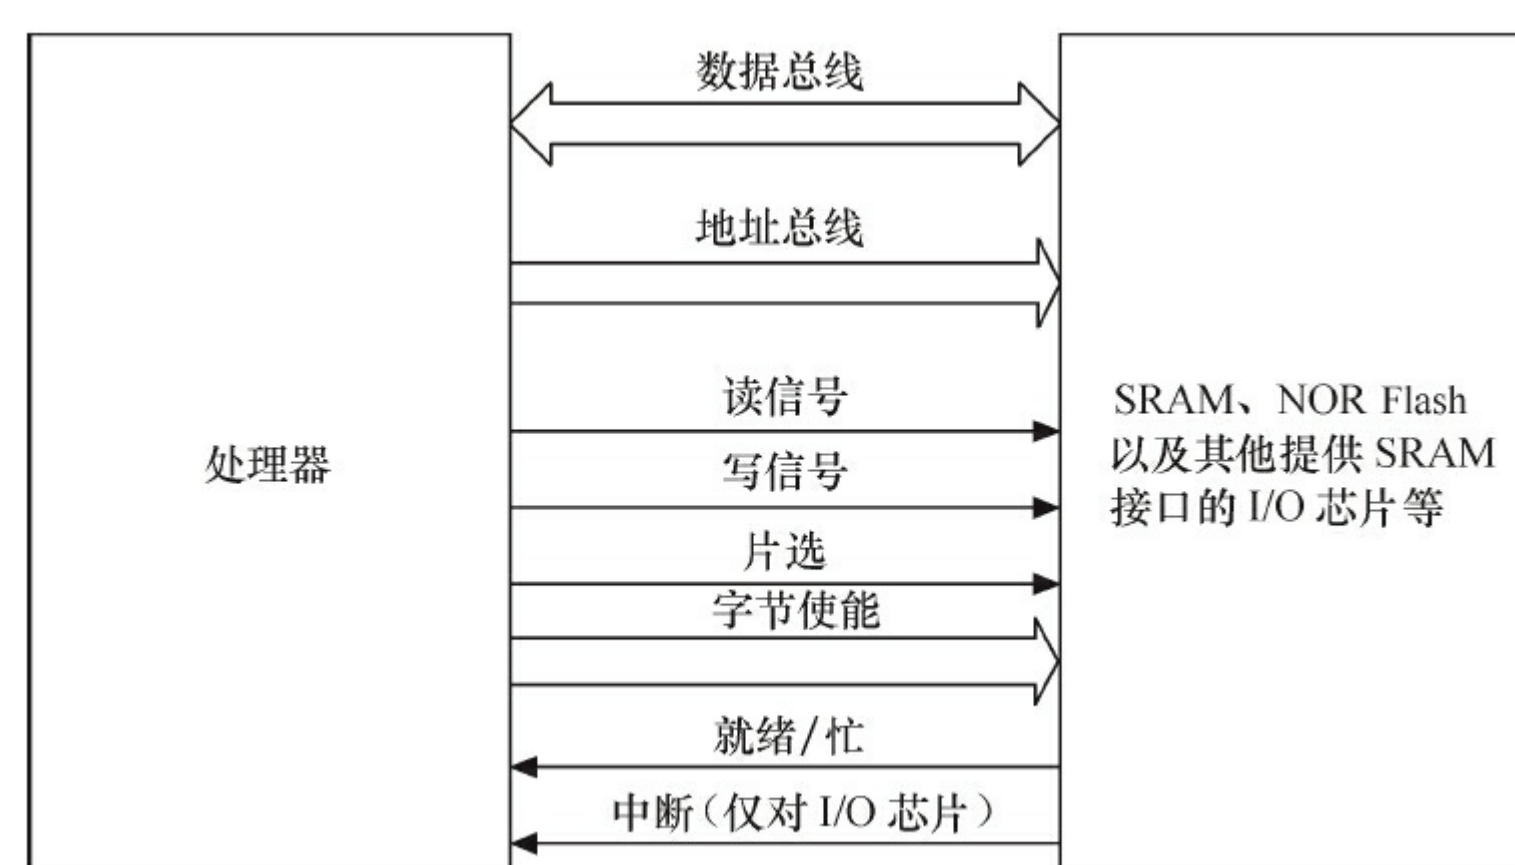 数据总线
地址总线
读信号
写信号
片选
字节使能
就绪/忙
中断(仅对 I/O 芯片)
处理器
SRAM、NOR Flash
以及其他提供 SRAM
接口的 I/O 芯片等